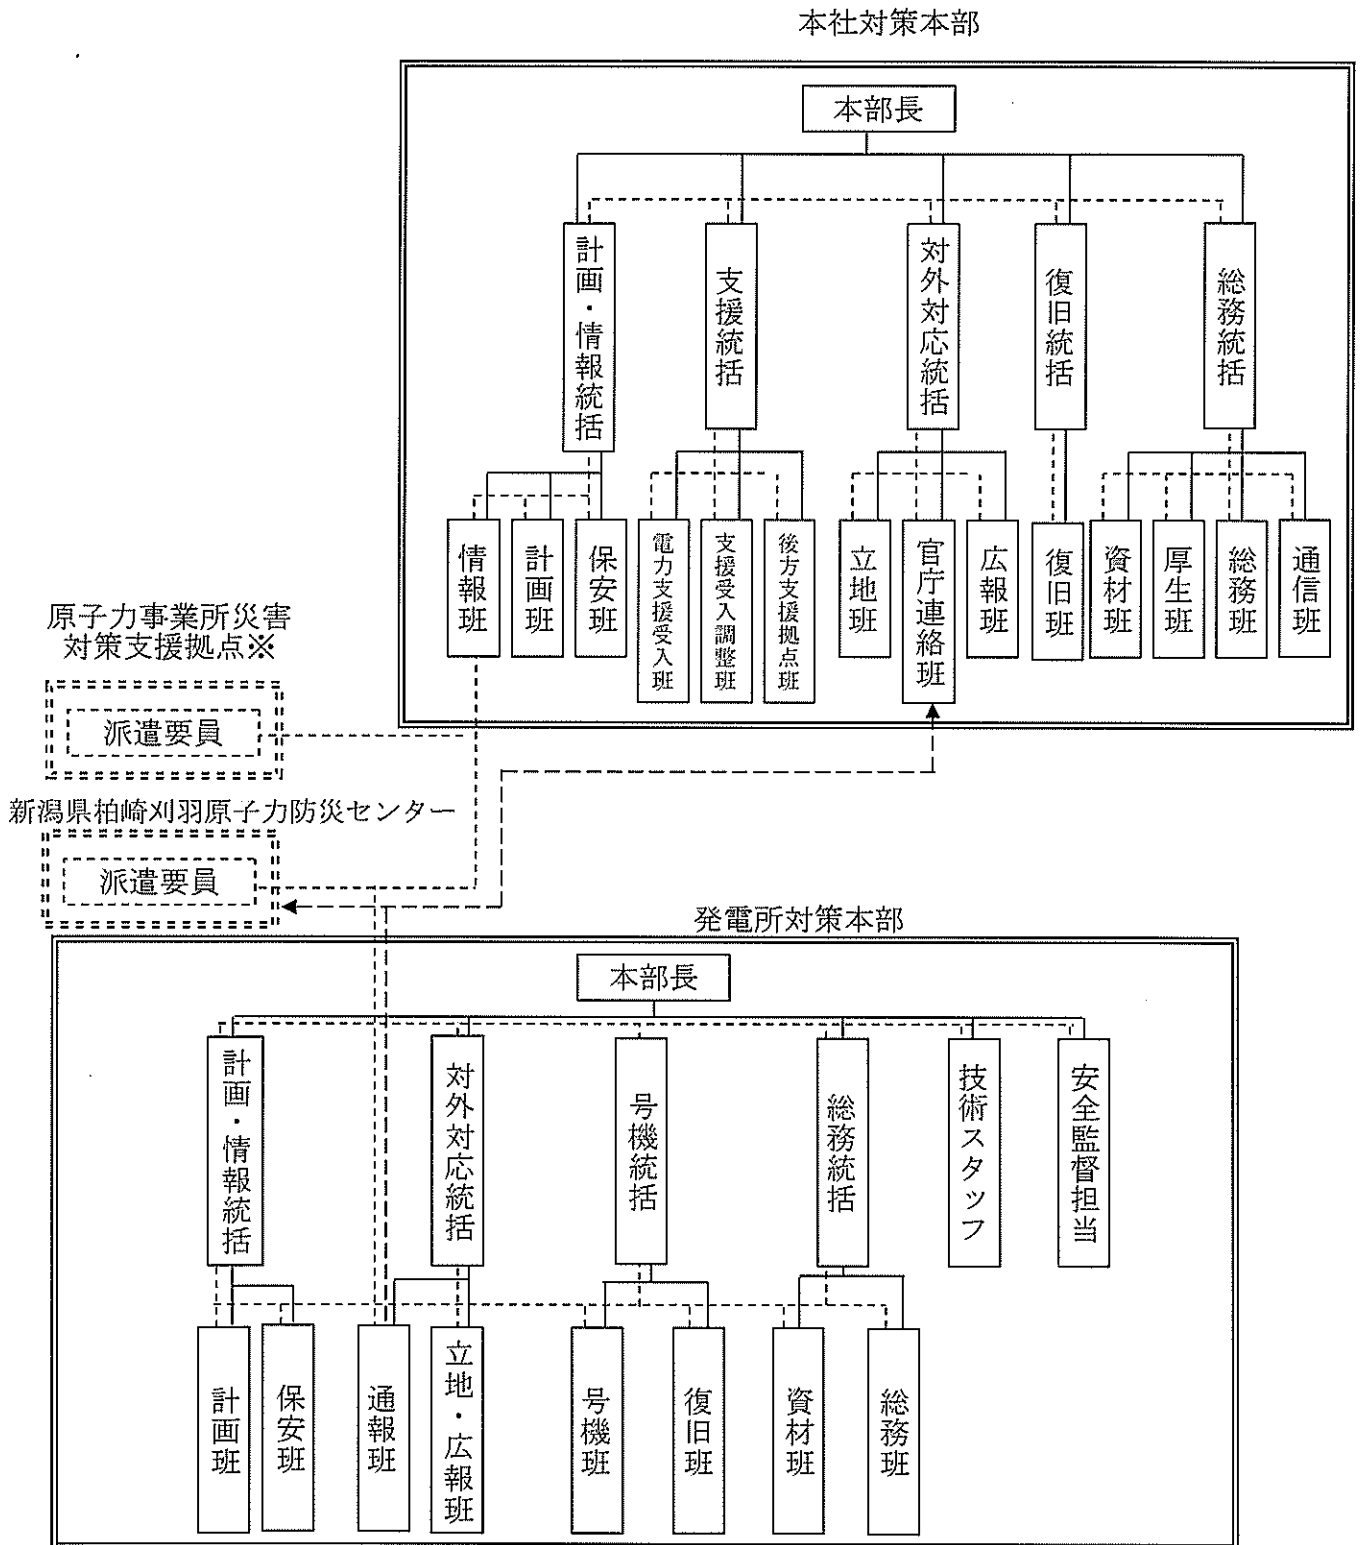 本社対策本部
本部長
計画・情報統括
支援統括
対外対応統括
復旧統括
総務統括
情報班
計画班
保安班
電力支援受入班
支援受入調整班
後方支援拠点班
立地班
官庁連絡班
広報班
復旧班
資材班
厚生班
総務班
通信班
原子力事業所災害
対策支援拠点※
派遣要員
新潟県柏崎刈羽原子力防災センター
派遣要員
発電所対策本部
本部長
計画・情報統括
対外対応統括
号機統括
総務統括
技術スタッフ
安全監督担当
計画班
保安班
通報班
立地・広報班
号機班
復旧班
資材班
総務班